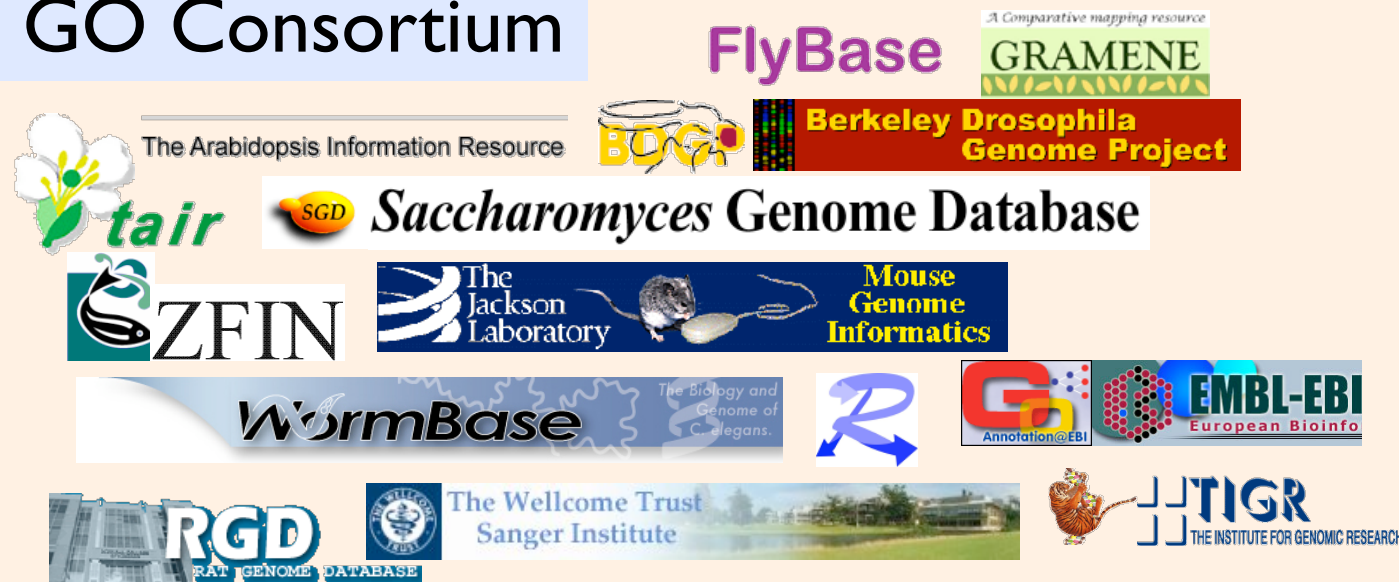 GO Consortium
FlyBase
A Comparative mapping resource
GRAMENE
The Arabidopsis Information Resource
tair
BDGP
Berkeley Drosophila
Genome Project
SGD
Saccharomyces Genome Database
ZFIN
The
Jackson
Laboratory
Mouse
Genome
Informatics
WormBase
The Biology and
Genome of
C. elegans.
R
GO
Annotation@EBI
EMBL-EBI
European Bioinfo
RGD
RAT GENOME DATABASE
THE WELLCOME TRUST
The Wellcome Trust
Sanger Institute
TIGR
THE INSTITUTE FOR GENOMIC RESEARCH